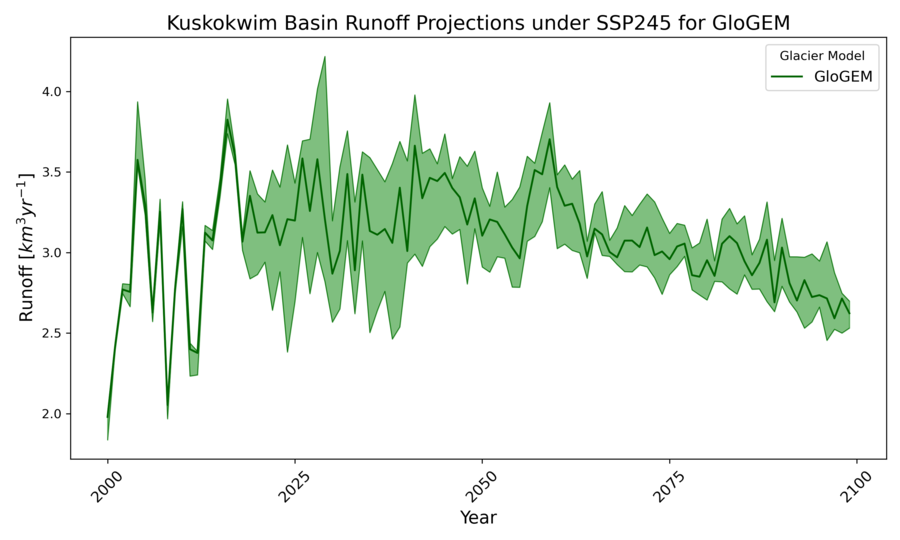 Kuskokwim Basin Runoff Projections under SSP245 for GloGEM
Glacier Model
GloGEM
4.0
3.5
3.0
2.5
2.0
Runoff [km³yr⁻¹]
2000
2025
2050
2075
2100
Year